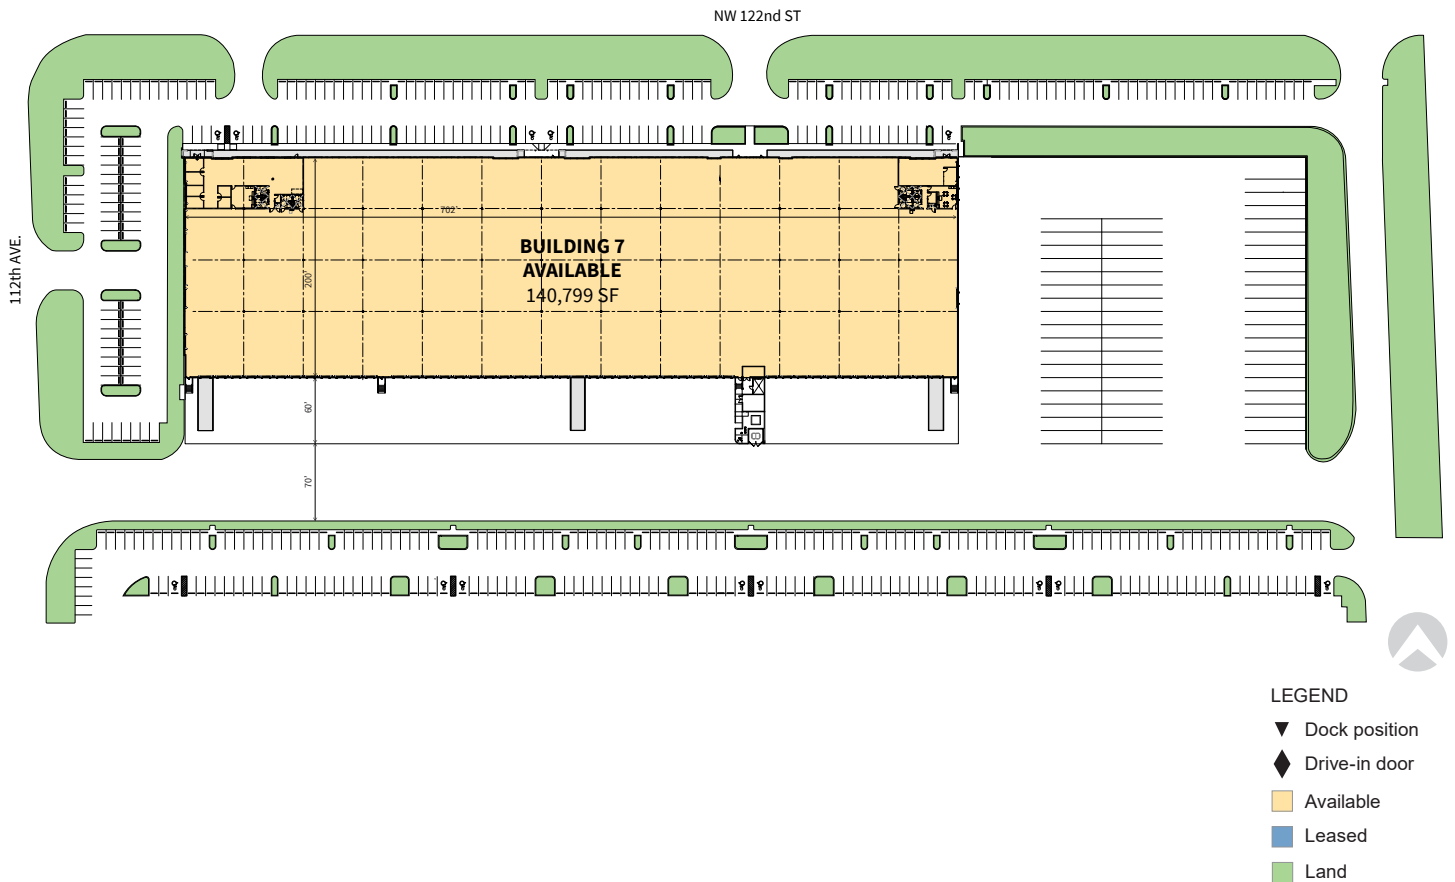 NW 122nd ST
112th AVE.
702'
BUILDING 7
AVAILABLE
140,799 SF
200'
60'
70'
LEGEND
Dock position
Drive-in door
Available
Leased
Land